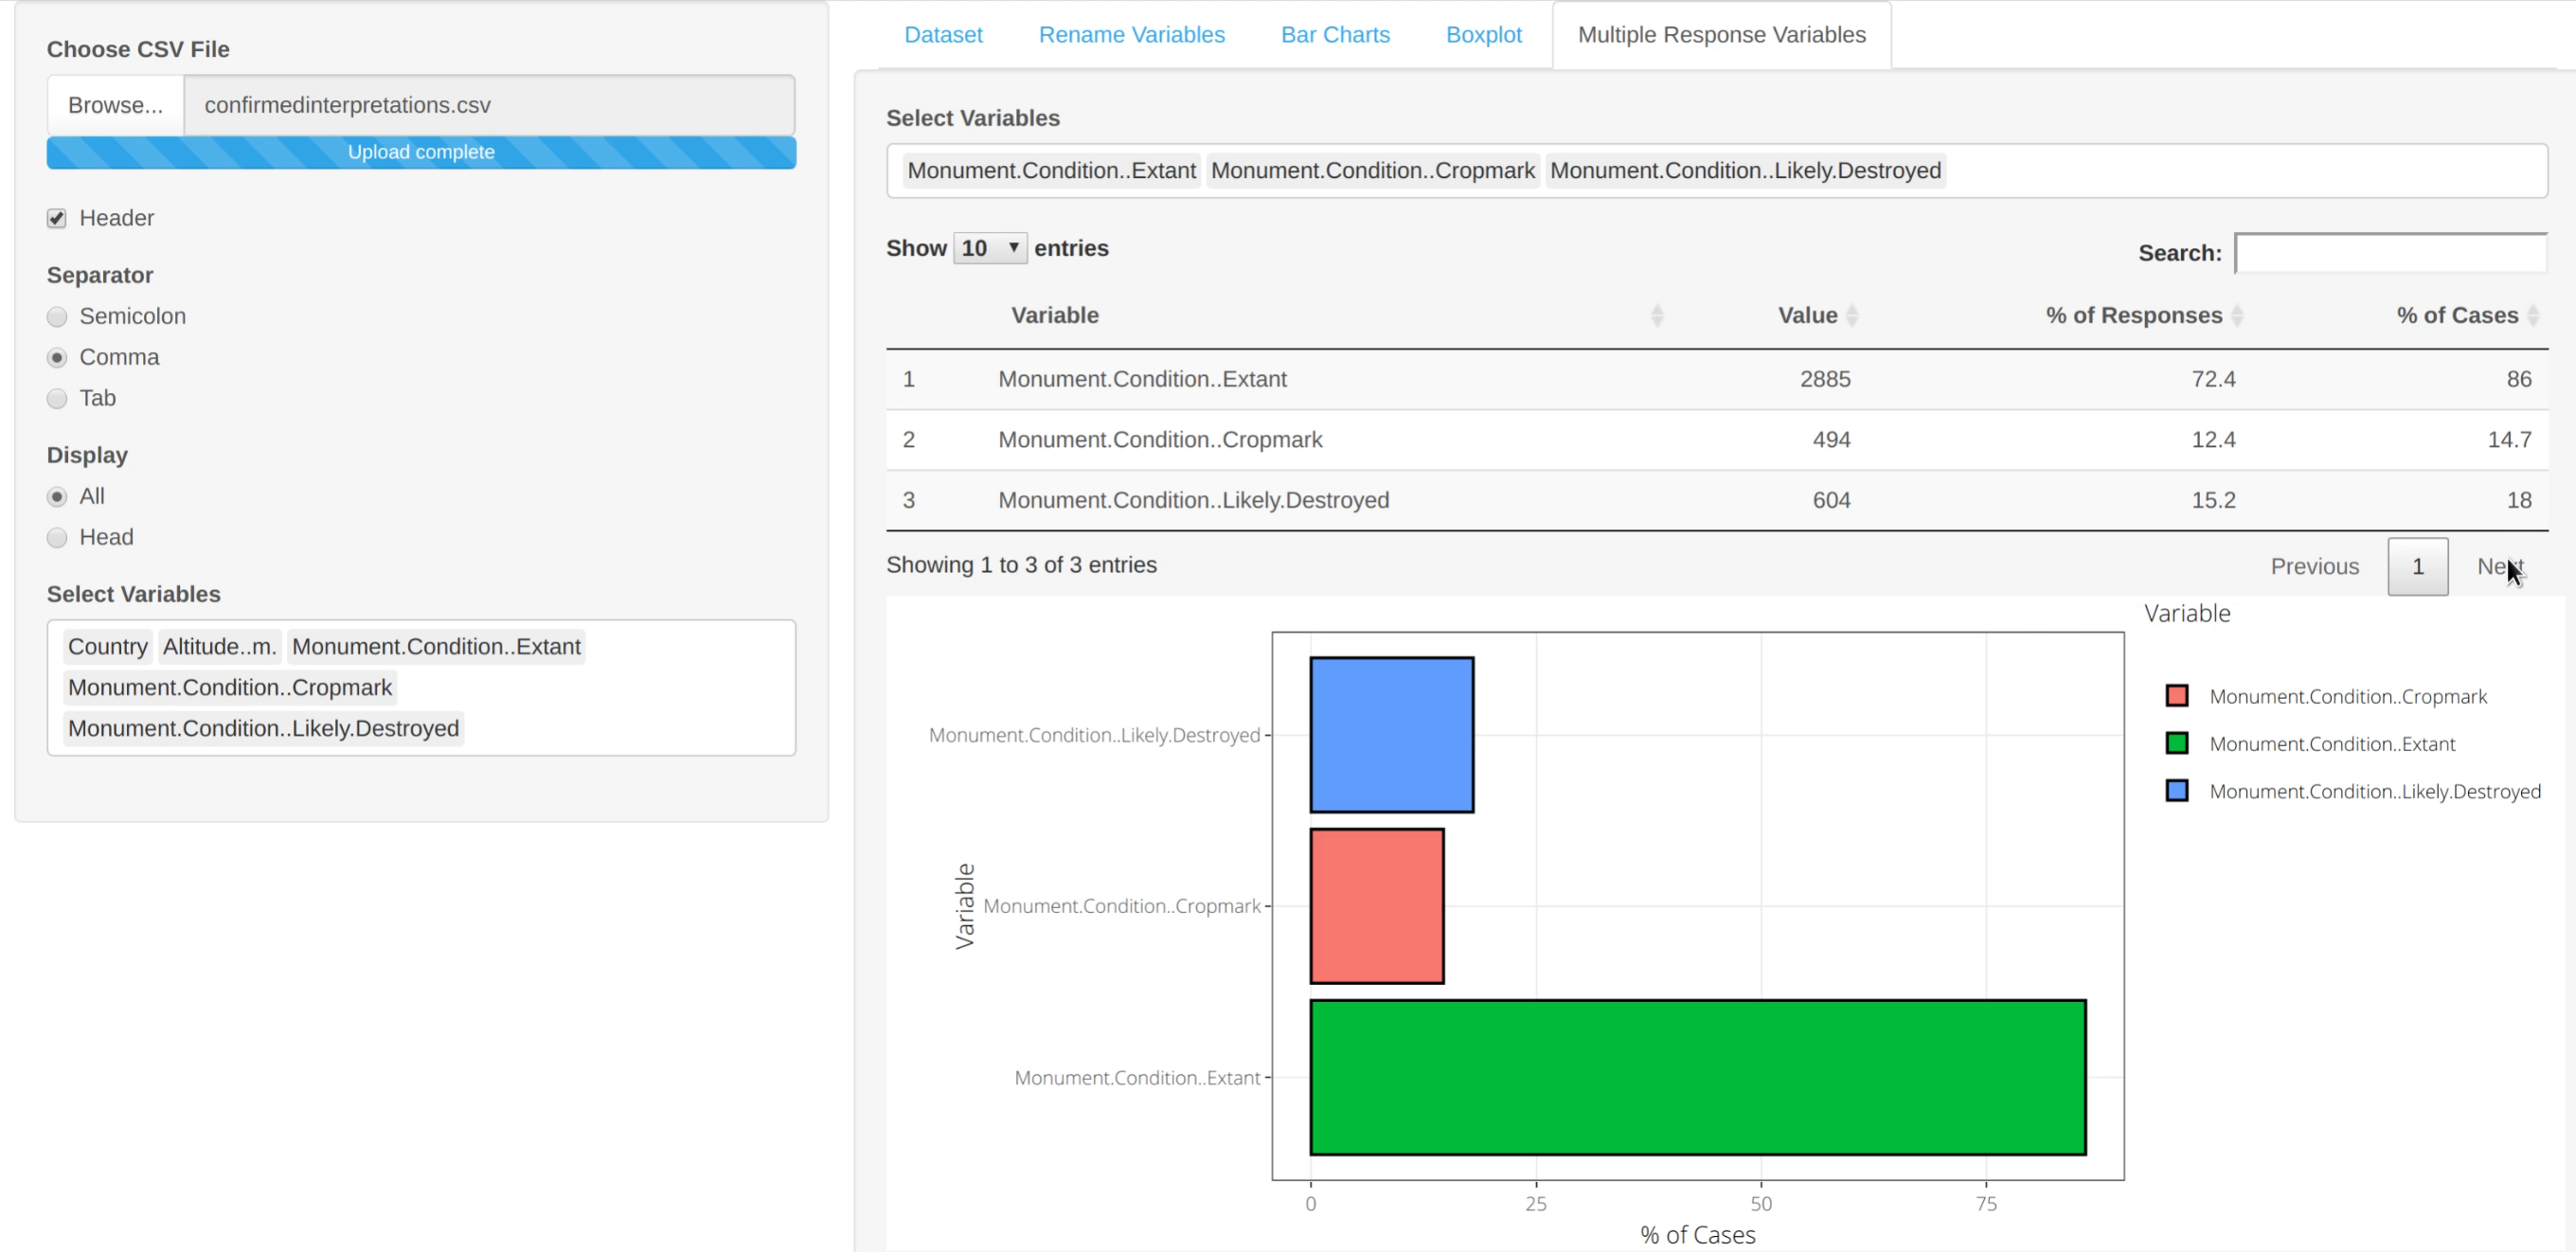 Choose CSV File
Browse... confirmedinterpretations.csv
Upload complete
Header
Separator
Semicolon
Comma
Tab
Display
All
Head
Select Variables
Country Altitude..m. Monument.Condition..Extant
Monument.Condition..Cropmark
Monument.Condition..Likely.Destroyed
Dataset Rename Variables Bar Charts Boxplot Multiple Response Variables
Select Variables
Monument.Condition..Extant Monument.Condition..Cropmark Monument.Condition..Likely.Destroyed
Show 10 entries Search:
Variable Value % of Responses % of Cases
1 Monument.Condition..Extant 2885 72.4 86
2 Monument.Condition..Cropmark 494 12.4 14.7
3 Monument.Condition..Likely.Destroyed 604 15.2 18
Showing 1 to 3 of 3 entries Previous 1 Next
Variable
Monument.Condition..Cropmark
Monument.Condition..Extant
Monument.Condition..Likely.Destroyed
Variable
Monument.Condition..Likely.Destroyed
Monument.Condition..Cropmark
Monument.Condition..Extant
0 25 50 75
% of Cases